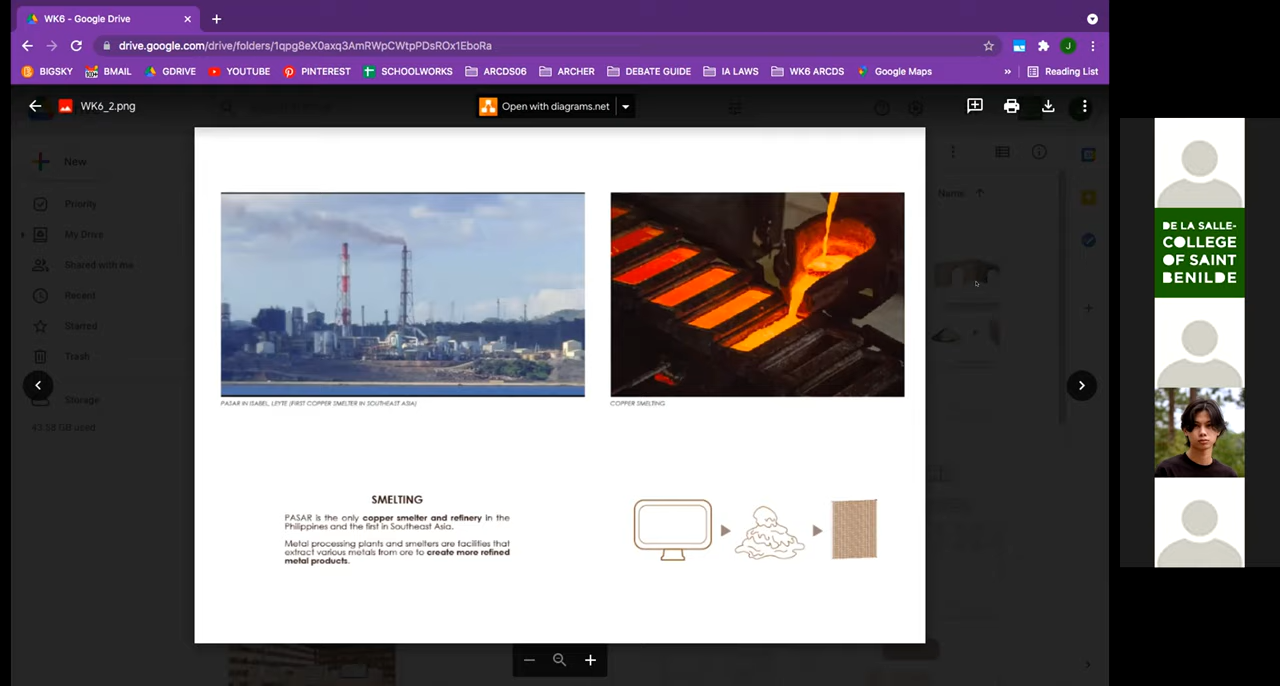 WK6 - Google Drive
drive.google.com/drive/folders/1qpg8eX0axq3AmRWpCWtpPDsROx1EboRa
J
BIGSKY
BMAIL
GDRIVE
YOUTUBE
PINTEREST
SCHOOLWORKS
ARCDS06
ARCHER
DEBATE GUIDE
IA LAWS
WK6 ARCDS
Google Maps
»
Reading List
WK6_2.png
Open with diagrams.net
New
Priority
My Drive
Shared with me
Recent
Starred
Trash
Storage
43.58 GB used
Name
PASAR IN ISABEL, LEYTE (FIRST COPPER SMELTER IN SOUTHEAST ASIA)
COPPER SMELTING
SMELTING
PASAR is the only copper smelter and refinery in the
Philippines and the first in Southeast Asia.
Metal processing plants and smelters are facilities that
extract various metals from ore to create more refined
metal products.
DE LA SALLE-
COLLEGE
OF SAINT
BENILDE